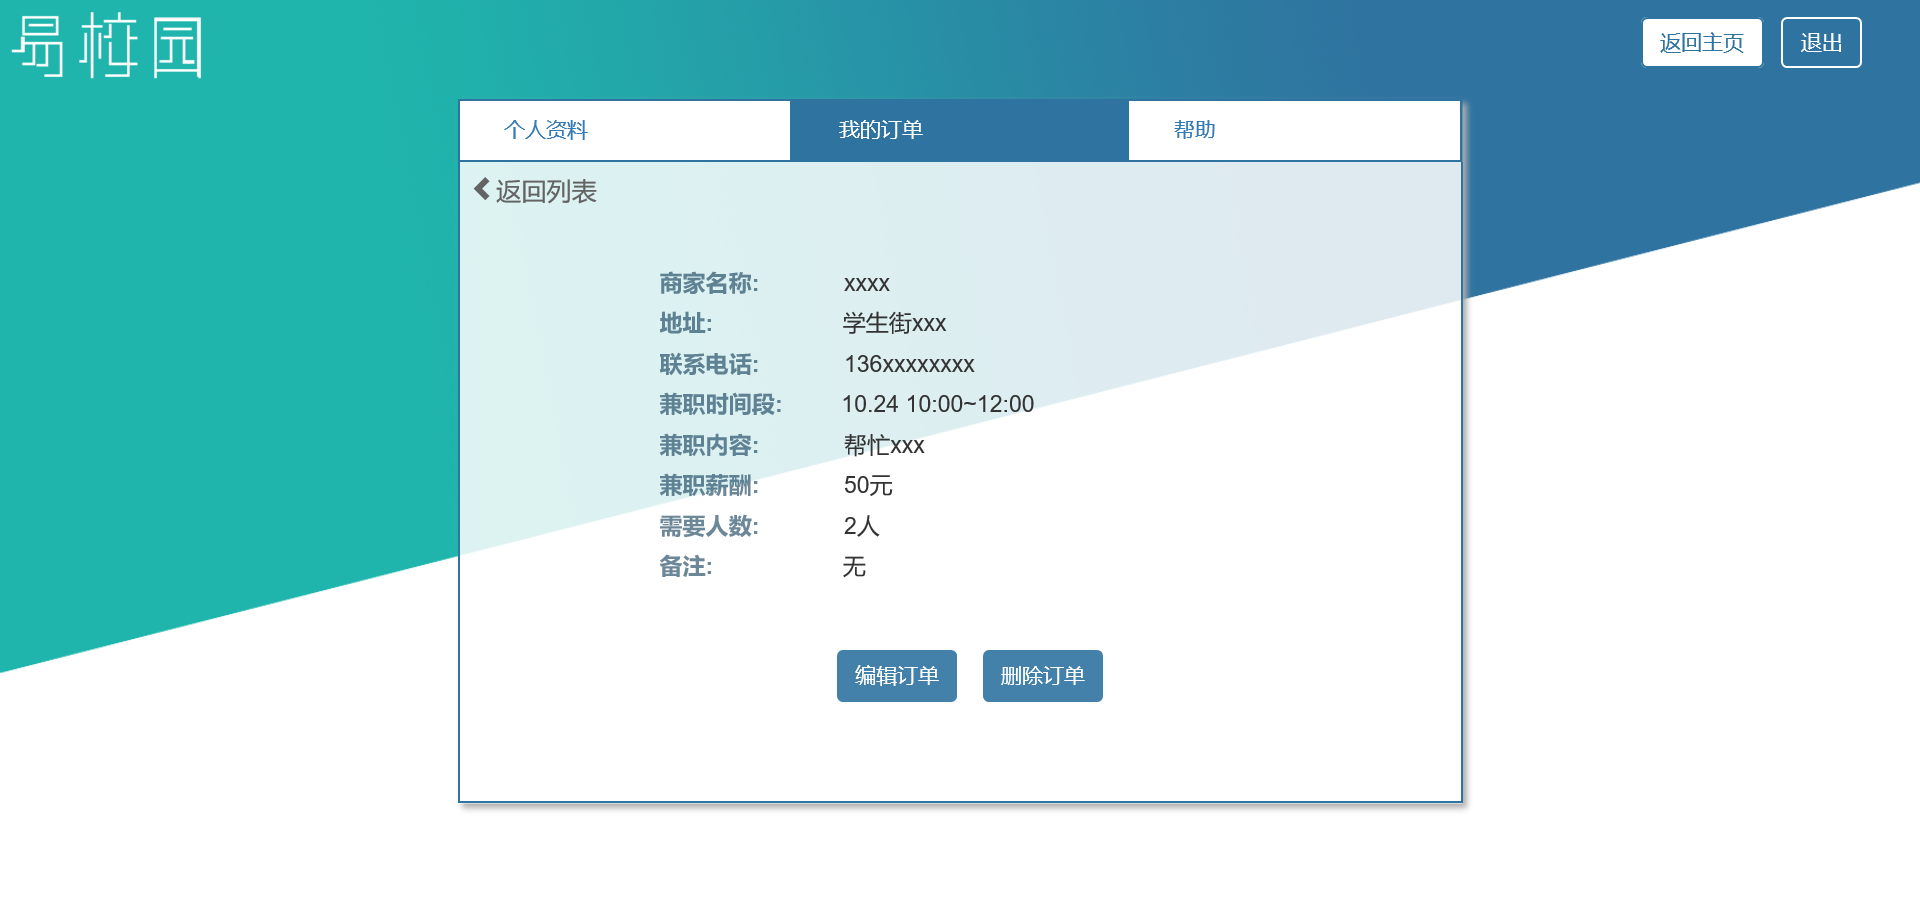 易校园
返回主页 退出
个人资料 我的订单 帮助
返回列表
商家名称: xxxx
地址: 学生街xxx
联系电话: 136xxxxxxxx
兼职时间段: 10.24 10:00~12:00
兼职内容: 帮忙xxx
兼职薪酬: 50元
需要人数: 2人
备注: 无
编辑订单 删除订单